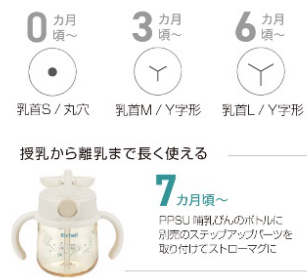 0カ月頃〜 3カ月頃〜 6カ月頃〜
乳首S / 丸穴 乳首M / Y字形 乳首L / Y字形
授乳から離乳まで長く使える
Richell
7カ月頃〜
PPSU 哺乳びんのボトルに
別売のステップアップパーツを
取り付けてストローマグに